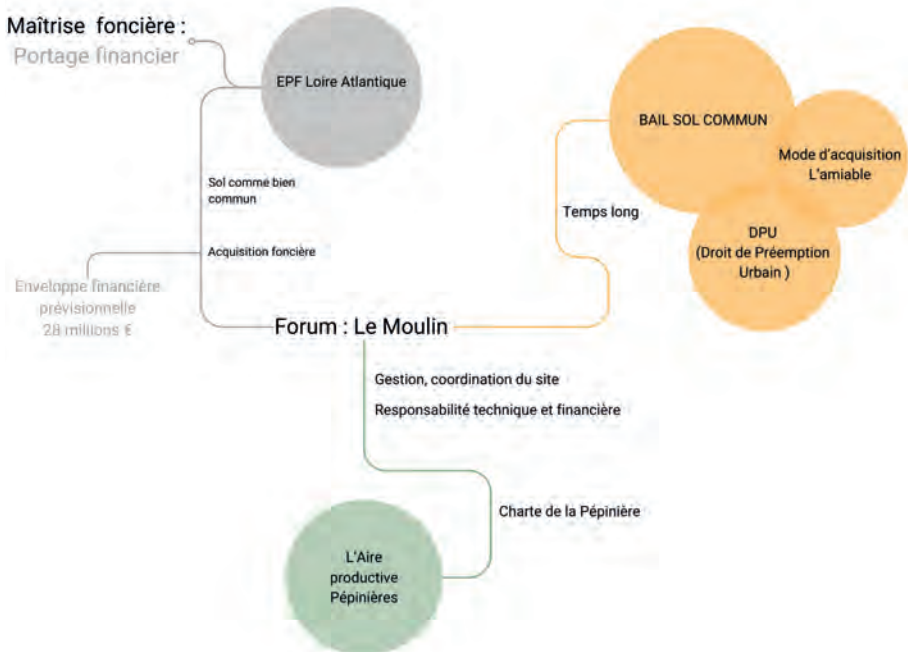 Maîtrise foncière :
Portage financier
EPF Loire Atlantique
BAIL SOL COMMUN
Mode d'acquisition
L'amiable
Sol comme bien
commun
Temps long
DPU
(Droit de Préemption
Urbain )
Acquisition foncière
Enveloppe financière
prévisionnelle
28 millions €
Forum : Le Moulin
Gestion, coordination du site
Responsabilité technique et financière
Charte de la Pépinière
L'Aire
productive
Pépinières